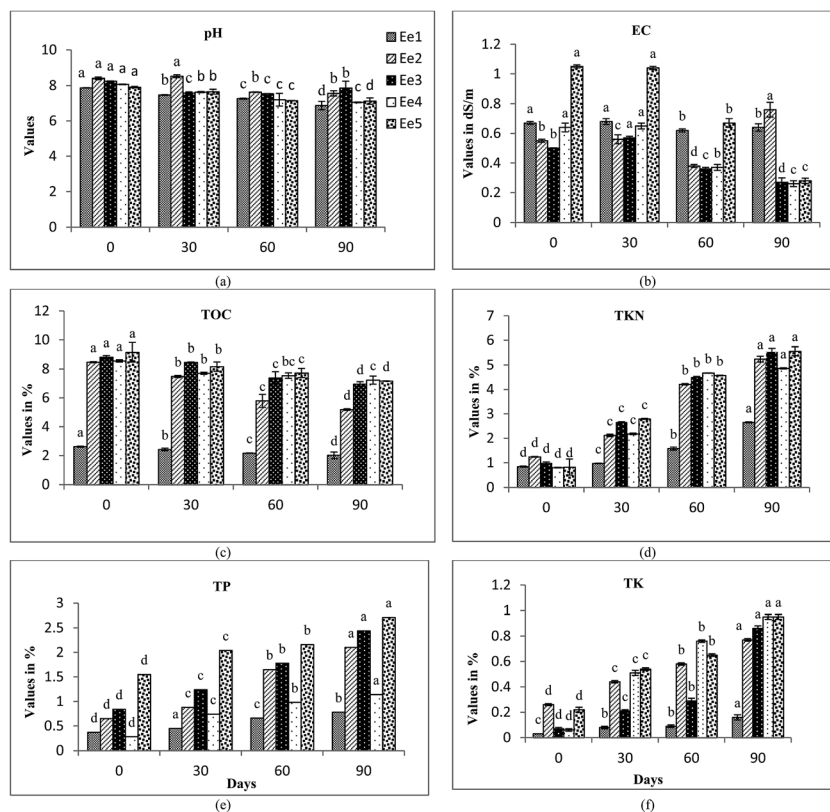 pH
10
8
6
4
2
0
Values
a a a a a
b a c b b
c b c c c
d b b c d
0 30 60 90
Ee1
Ee2
Ee3
Ee4
Ee5
(a)
EC
1.2
1
0.8
0.6
0.4
0.2
0
Values in dS/m
a b b a a
0 30 60 90
(b)
TOC
12
10
8
6
4
2
0
Values in %
a a a a a
b b b b b
c c c bc c
0 30 60 90
(c)
TKN
7
6
5
4
3
2
1
0
Values in %
d d d d d
c c c c c
b b b b b
a a a a a
0 30 60 90
(d)
TP
3
2.5
2
1.5
1
0.5
0
Values in %
d d d d d
a c c c c
c b b b b
b a a a a
0 30 60 90
Days
(e)
TK
1.2
1
0.8
0.6
0.4
0.2
0
Values in %
c d d d d
b c c c c
b b b b b
a a a a a
0 30 60 90
Days
(f)